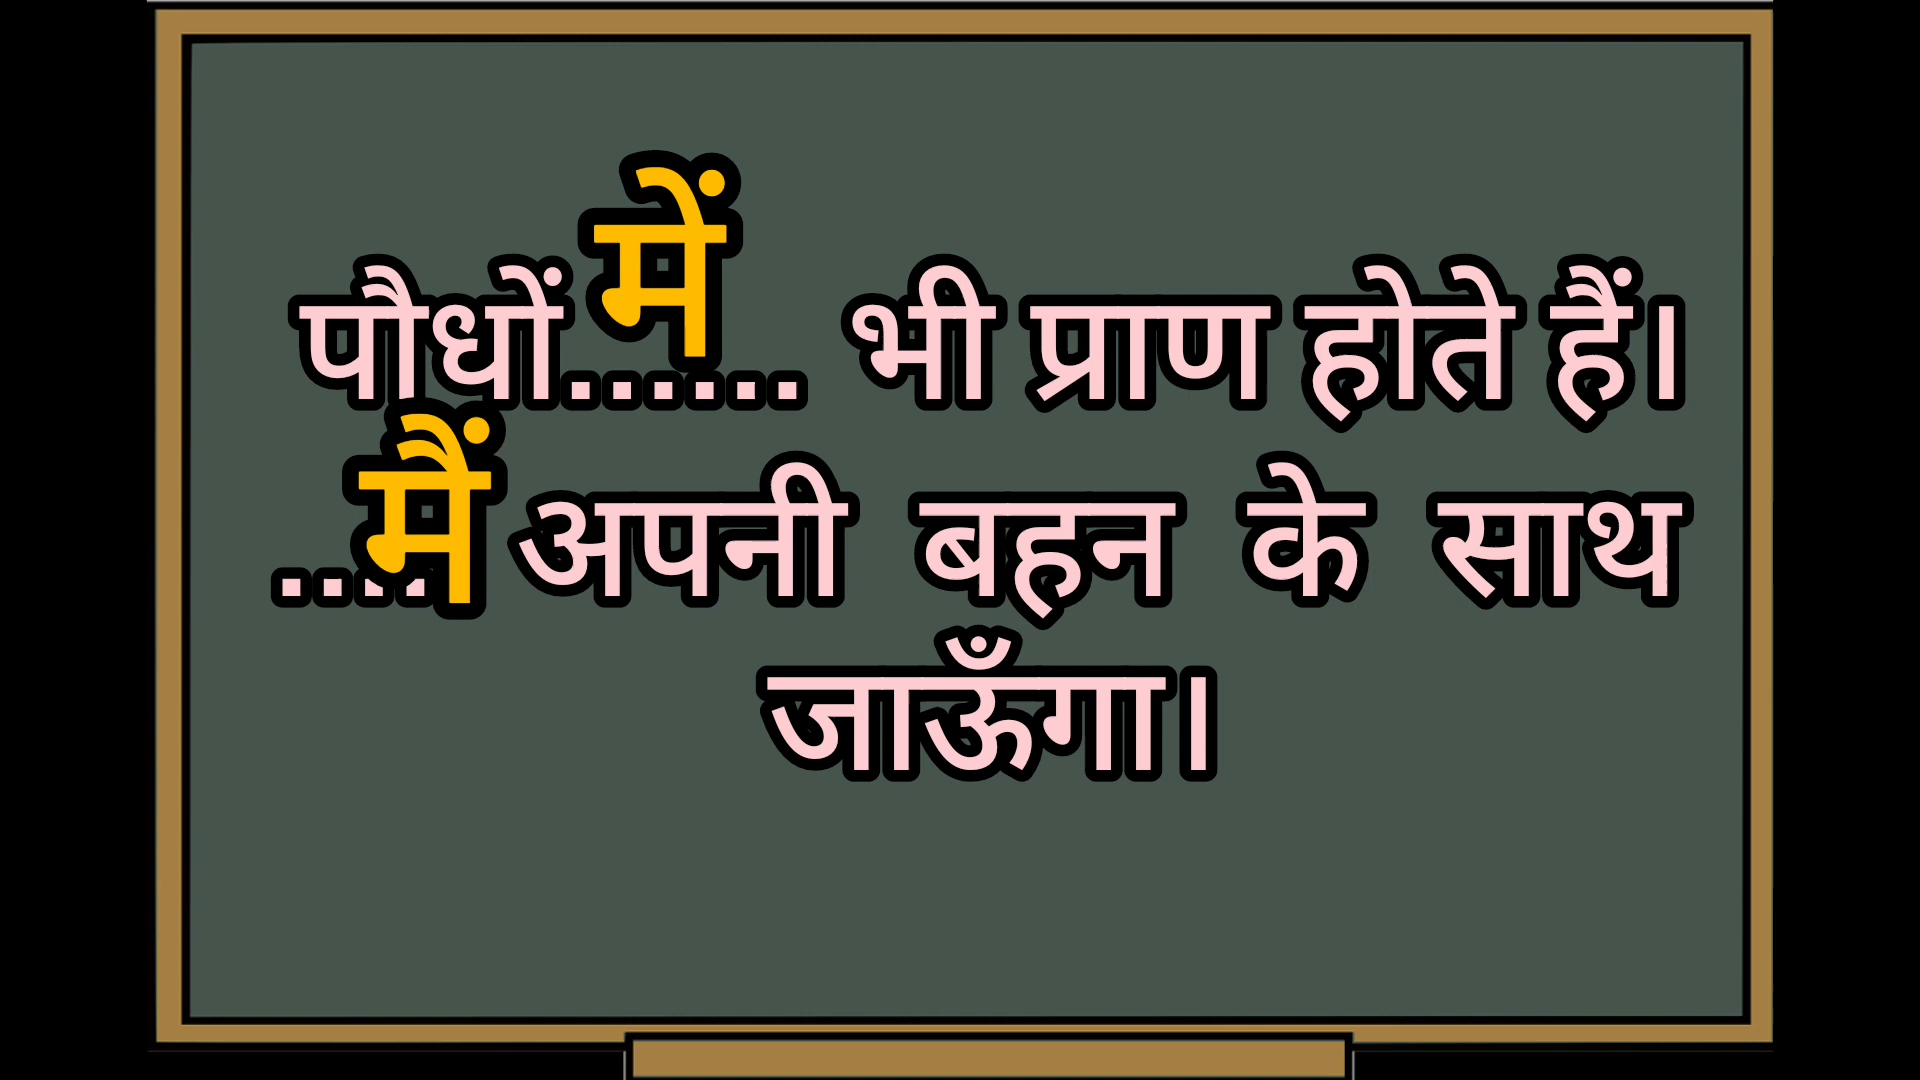 पौधों...में... भी प्राण होते हैं।
....मैं अपनी बहन के साथ
जाऊँगा।